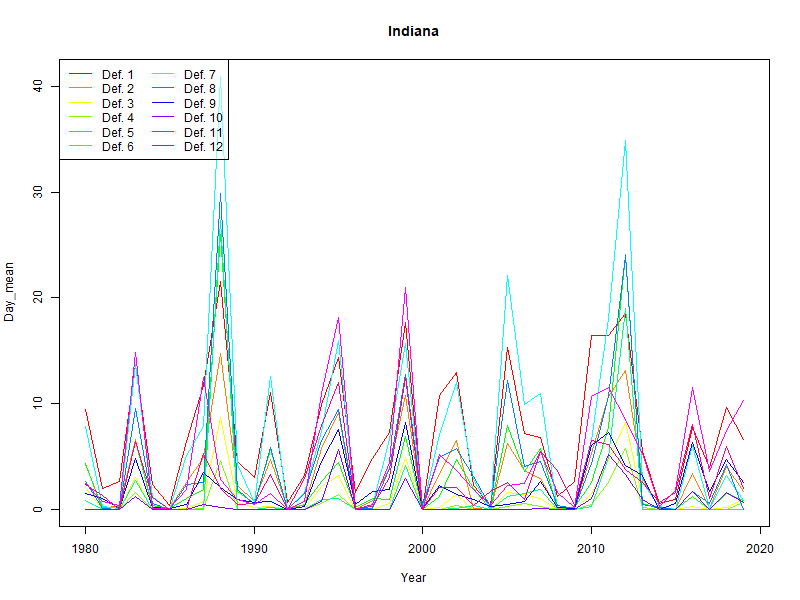 Indiana
Def. 1 Def. 7
Def. 2 Def. 8
Def. 3 Def. 9
Def. 4 Def. 10
Def. 5 Def. 11
Def. 6 Def. 12
Day_mean
40
30
20
10
0
1980 1990 2000 2010 2020
Year